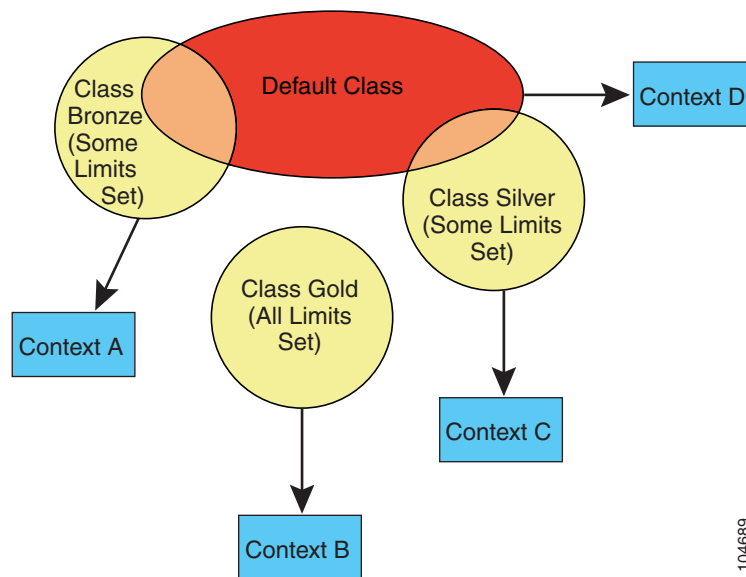 Default Class
Class
Bronze
(Some
Limits
Set)
Context D
Class Silver
(Some Limits
Set)
Class Gold
(All Limits
Set)
Context A
Context C
Context B
104689